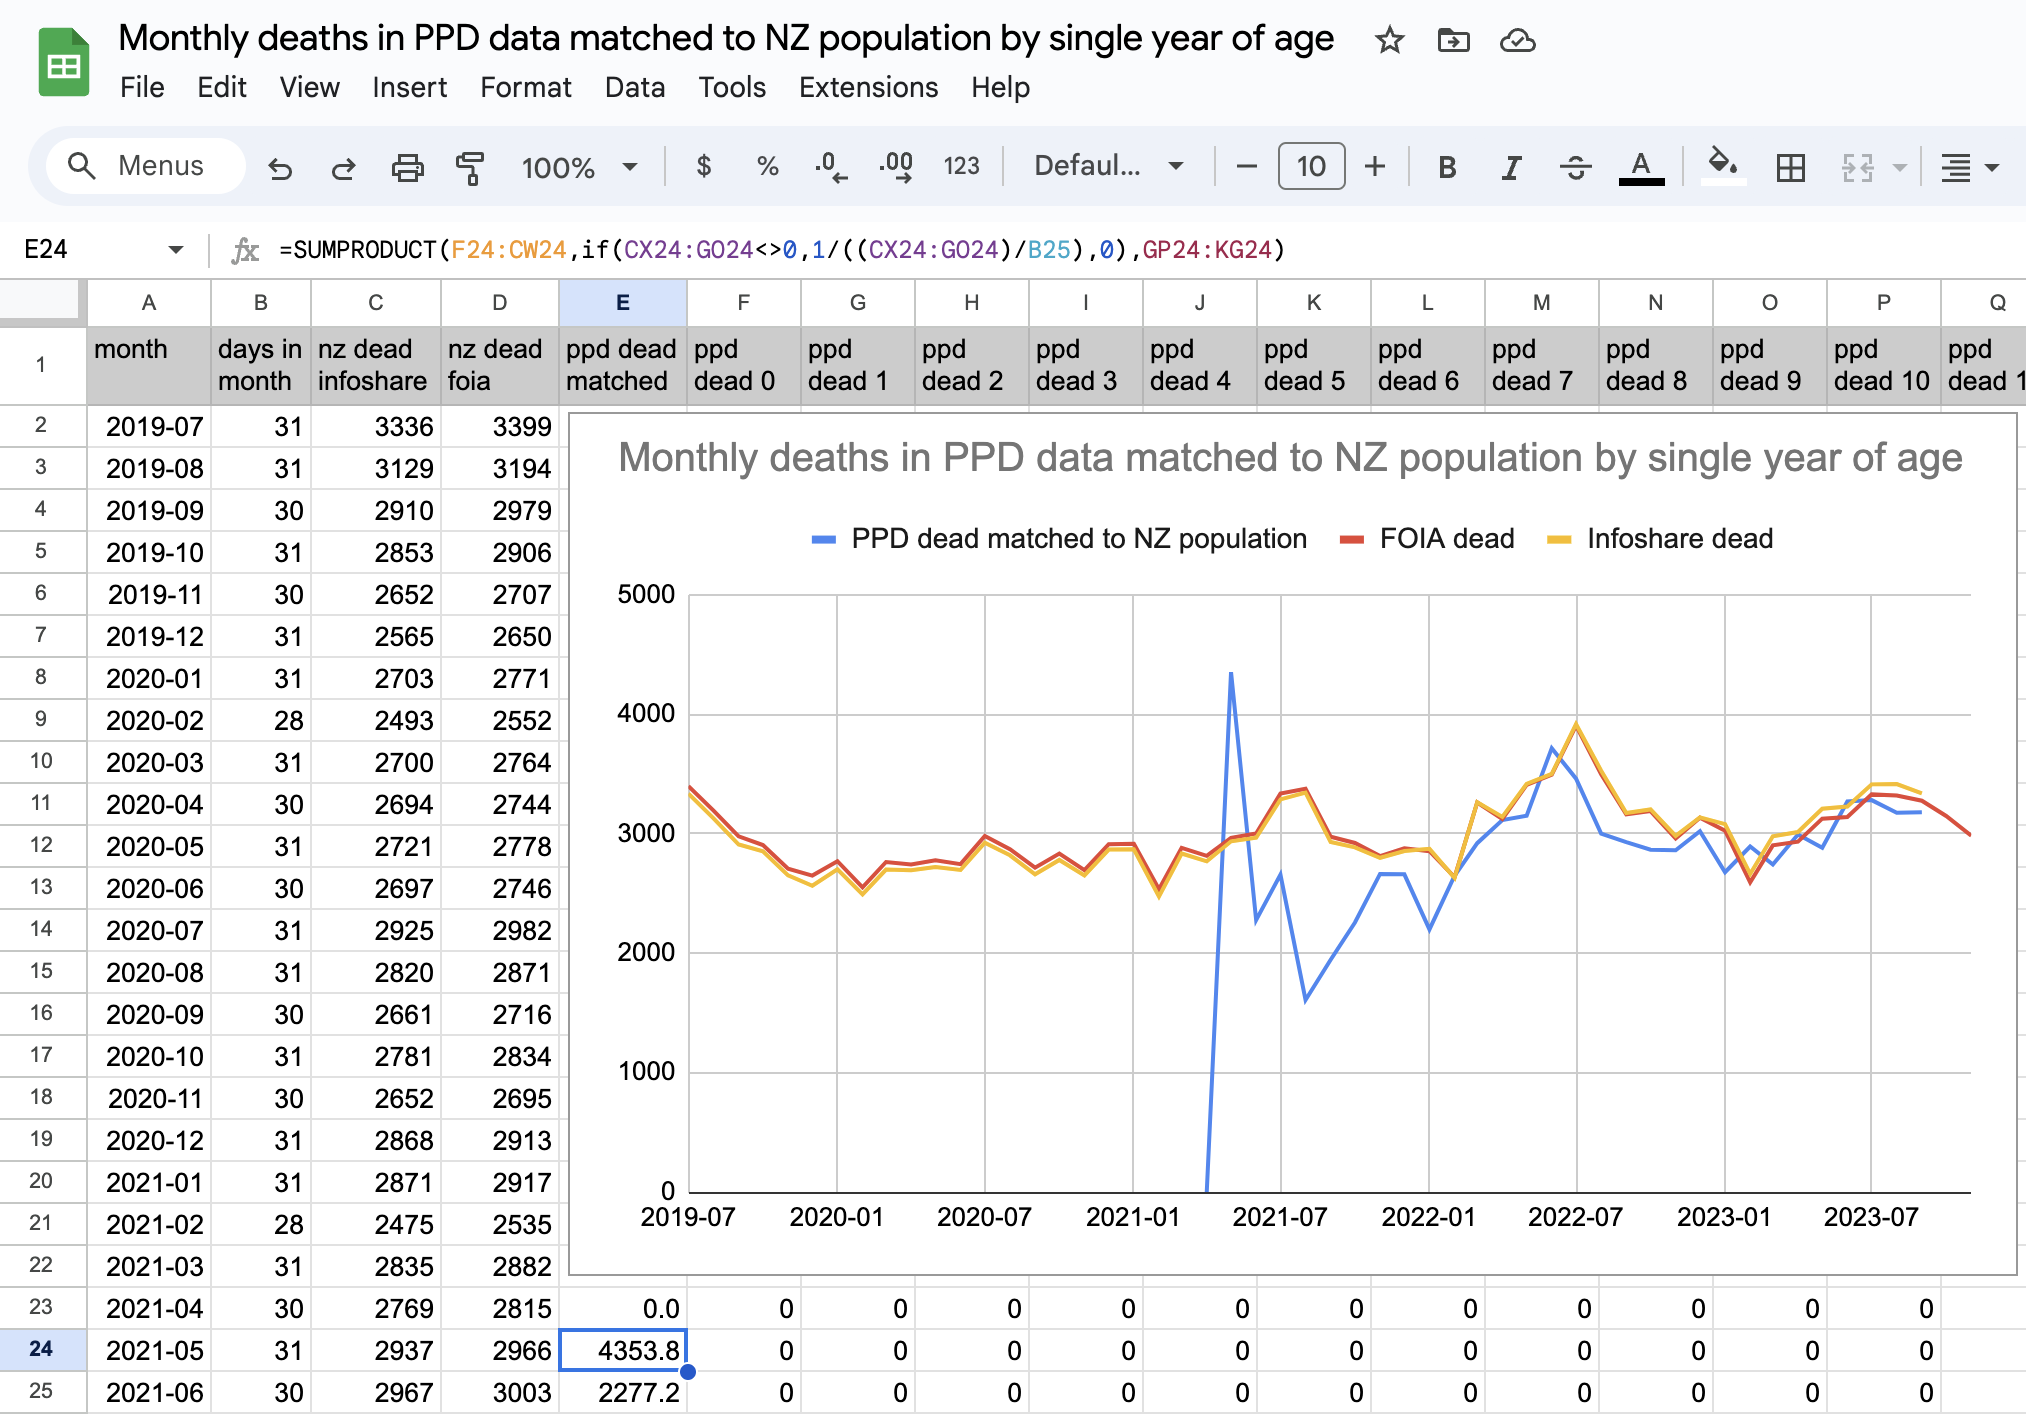 Monthly deaths in PPD data matched to NZ population by single year of age
File Edit View Insert Format Data Tools Extensions Help
Menus 100% $ % .0 .00 123 Defaul... − 10 + B I S A
E24 fx =SUMPRODUCT(F24:CW24,if(CX24:GO24<>0,1/((CX24:GO24)/B25),0),GP24:KG24)
A B C D E F G H I J K L M N O P Q
1 month days in month nz dead infoshare nz dead foia ppd dead matched ppd dead 0 ppd dead 1 ppd dead 2 ppd dead 3 ppd dead 4 ppd dead 5 ppd dead 6 ppd dead 7 ppd dead 8 ppd dead 9 ppd dead 10 ppd dead 1
2 2019-07 31 3336 3399
3 2019-08 31 3129 3194
4 2019-09 30 2910 2979
5 2019-10 31 2853 2906
6 2019-11 30 2652 2707
7 2019-12 31 2565 2650
8 2020-01 31 2703 2771
9 2020-02 28 2493 2552
10 2020-03 31 2700 2764
11 2020-04 30 2694 2744
12 2020-05 31 2721 2778
13 2020-06 30 2697 2746
14 2020-07 31 2925 2982
15 2020-08 31 2820 2871
16 2020-09 30 2661 2716
17 2020-10 31 2781 2834
18 2020-11 30 2652 2695
19 2020-12 31 2868 2913
20 2021-01 31 2871 2917
21 2021-02 28 2475 2535
22 2021-03 31 2835 2882
23 2021-04 30 2769 2815 0.0 0 0 0 0 0 0 0 0 0 0 0
24 2021-05 31 2937 2966 4353.8 0 0 0 0 0 0 0 0 0 0 0
25 2021-06 30 2967 3003 2277.2 0 0 0 0 0 0 0 0 0 0 0
Monthly deaths in PPD data matched to NZ population by single year of age
PPD dead matched to NZ population FOIA dead Infoshare dead
5000
4000
3000
2000
1000
0
2019-07 2020-01 2020-07 2021-01 2021-07 2022-01 2022-07 2023-01 2023-07